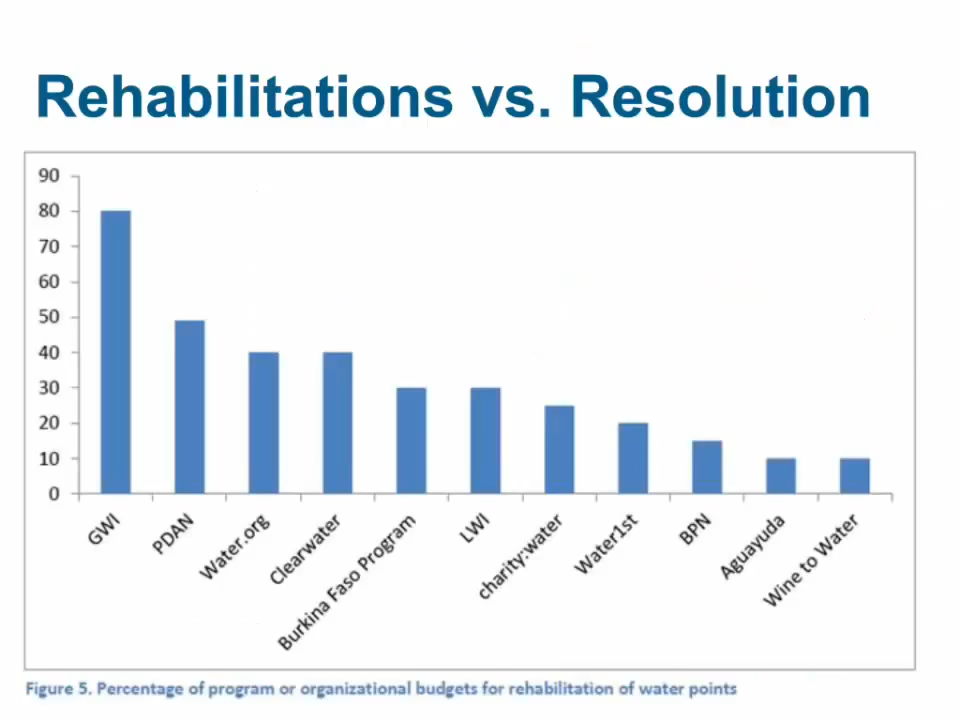 Rehabilitations vs. Resolution
90
80
70
60
50
40
30
20
10
0
GWI
PDAN
Water.org
Clearwater
Burkina Faso Program
LWI
charity:water
Water1st
BPN
Aguayuda
Wine to Water
Figure 5. Percentage of program or organizational budgets for rehabilitation of water points